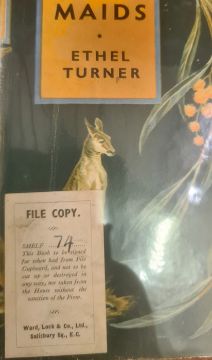 MAIDS
ETHEL
TURNER
FILE COPY.
SHELF ....74......
This Book to be signed
for when had from File
Cupboard, and not to be
cut up or destroyed in
any way, nor taken from
the House without the
sanction of the Firm.
Ward, Lock & Co., Ltd.,
Salisbury Sq., E.C.